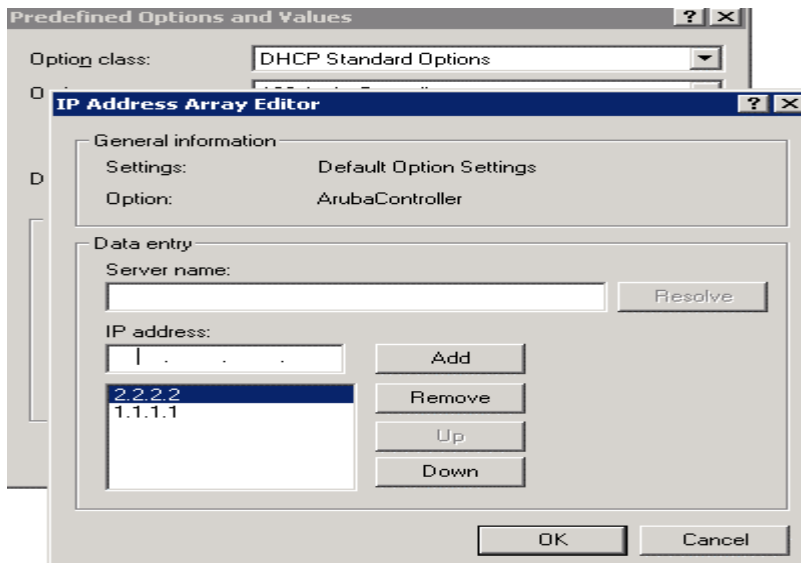 Predefined Options and Values
Option class:
DHCP Standard Options
O
IP Address Array Editor
D
General information
Settings:
Default Option Settings
Option:
ArubaController
Data entry
Server name:
Resolve
IP address:
. . .
Add
2.2.2.2
1.1.1.1
Remove
Up
Down
OK
Cancel